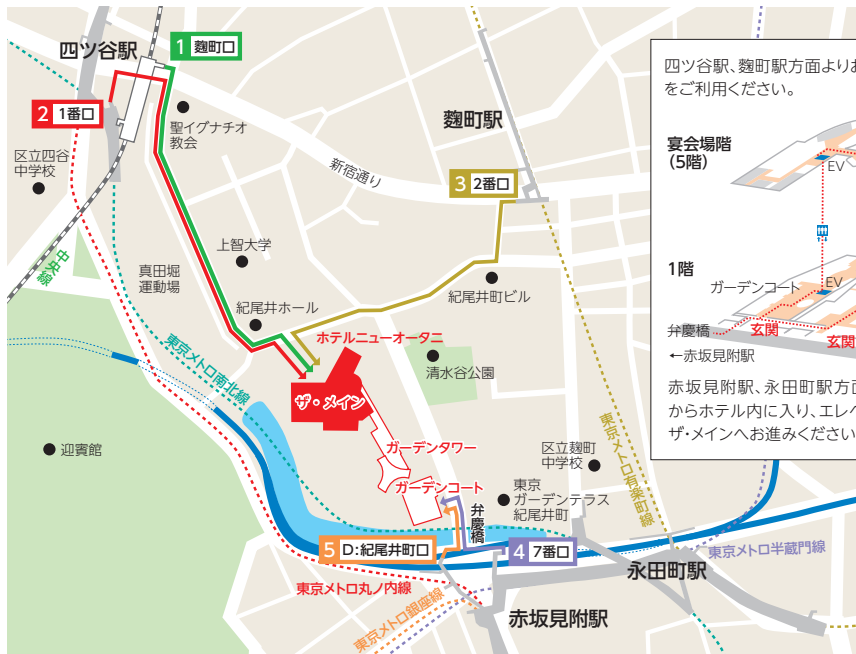 四ツ谷駅
1 麴町口
2 1番口
聖イグナチオ
教会
区立四谷
中学校
麴町駅
新宿通り
3 2番口
中央線
上智大学
真田堀
運動場
紀尾井ホール
紀尾井町ビル
東京メトロ南北線
ホテルニューオータニ
清水谷公園
ザ・メイン
迎賓館
ガーデンタワー
ガーデンコート
区立麹町
中学校
東京
ガーデンテラス
紀尾井町
東京メトロ有楽町線
弁慶橋
5 D:紀尾井町口
4 7番口
東京メトロ半蔵門線
永田町駅
東京メトロ丸ノ内線
東京メトロ銀座線
赤坂見附駅
四ツ谷駅、麴町駅方面よりお
をご利用ください。
宴会場階
(5階)
EV
1階
ガーデンコート
EV
弁慶橋
玄関
玄関
←赤坂見附駅
赤坂見附駅、永田町駅方面
からホテル内に入り、エレベ
ザ・メインへお進みください